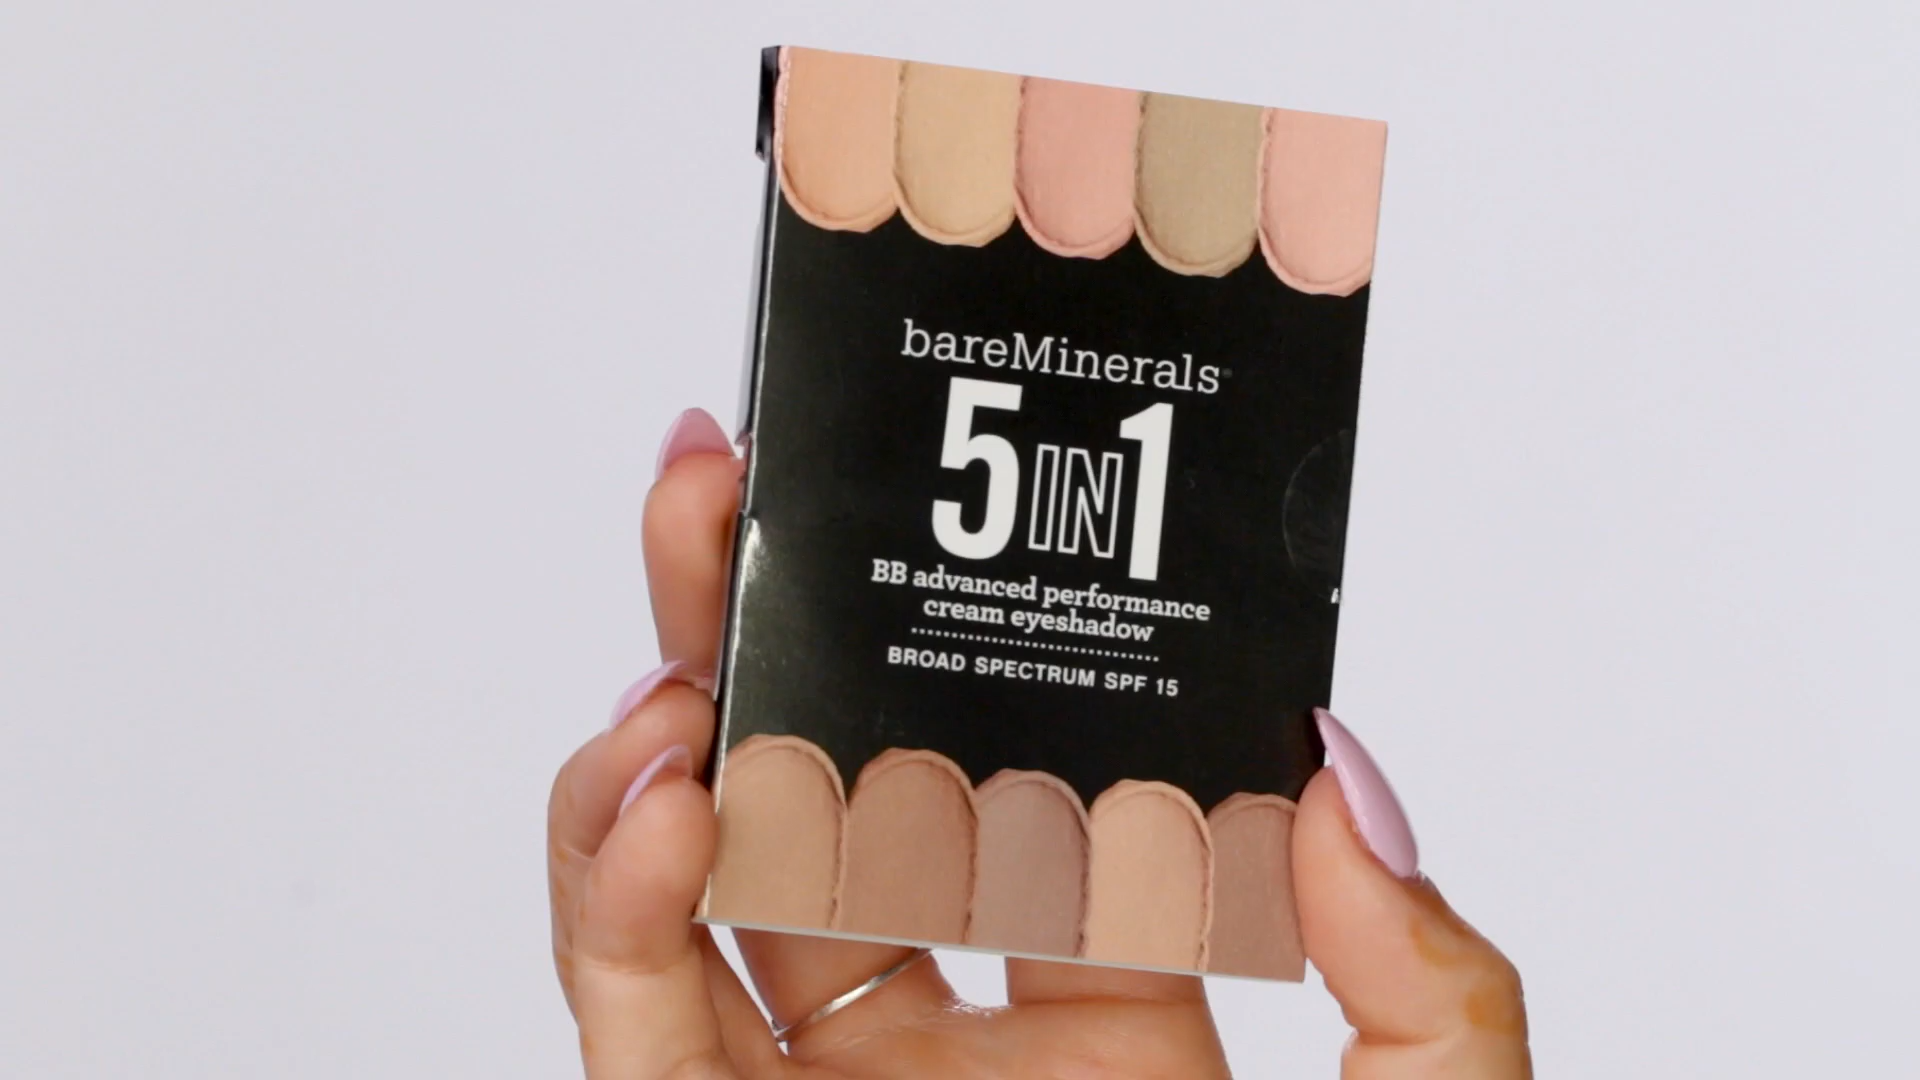 bareMinerals
5 IN 1
BB advanced performance
cream eyeshadow
BROAD SPECTRUM SPF 15